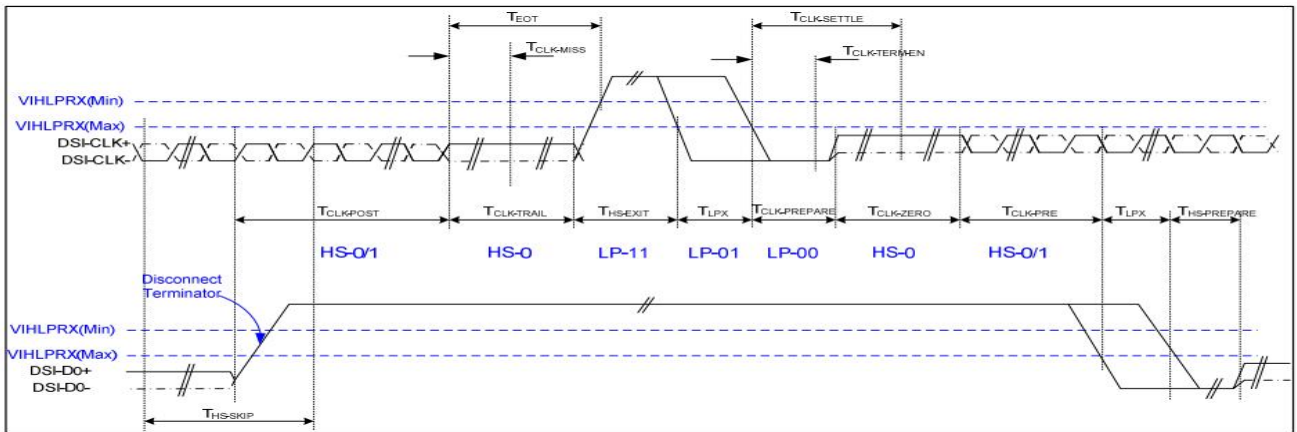 TEOT
TCLK-SETTLE
TCLK-MISS
TCLK-TERM-EN
VIHLPRX(Min)
VIHLPRX(Max)
DSI-CLK+
DSI-CLK-
TCLK-POST TCLK-TRAIL THS-EXIT TLPX TCLK-PREPARE TCLK-ZERO TCLK-PRE TLPX THS-PREPARE
HS-0/1 HS-0 LP-11 LP-01 LP-00 HS-0 HS-0/1
Disconnect
Terminator
VIHLPRX(Min)
VIHLPRX(Max)
DSI-D0+
DSI-D0-
THS-SKIP